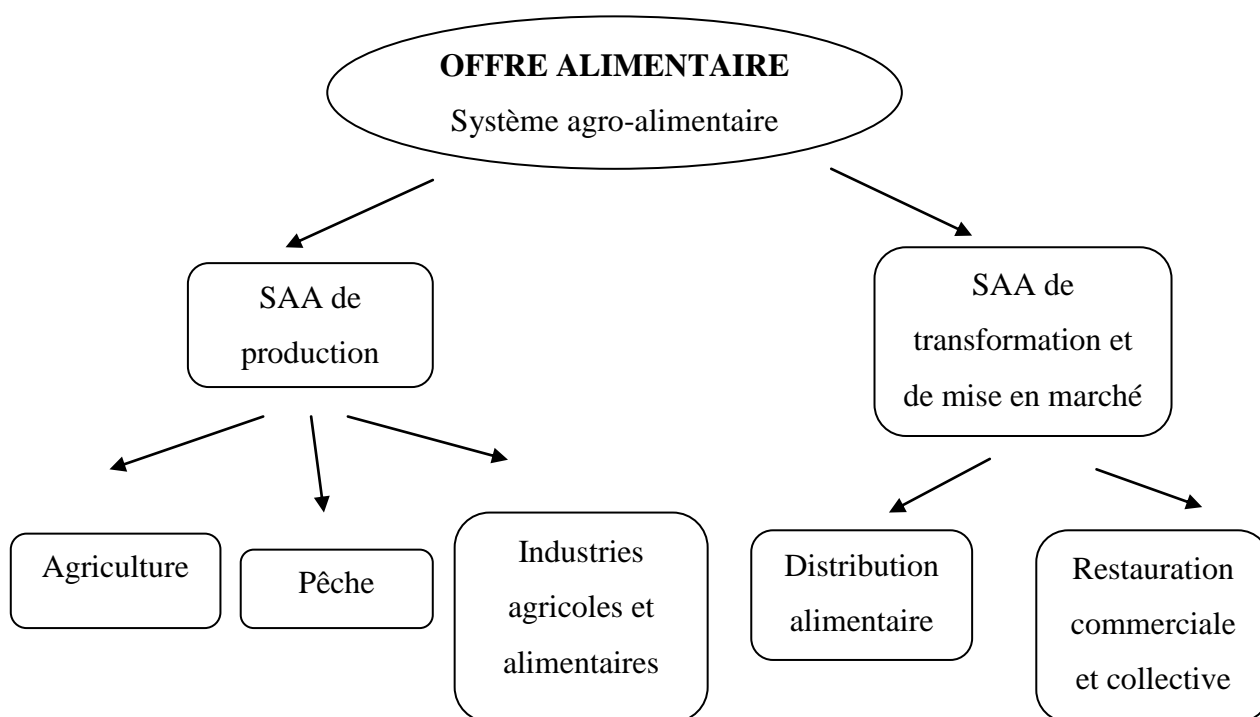 OFFRE ALIMENTAIRE
Système agro-alimentaire
SAA de
production
SAA de
transformation et
de mise en marché
Agriculture
Pêche
Industries
agricoles et
alimentaires
Distribution
alimentaire
Restauration
commerciale
et collective